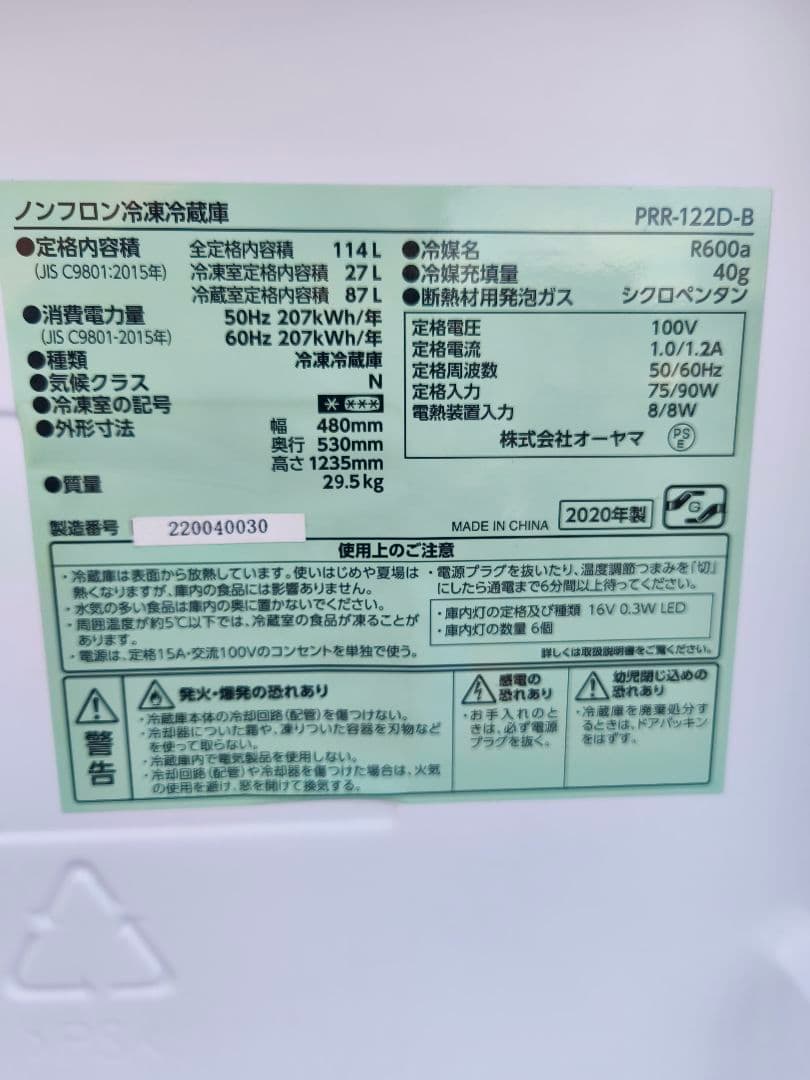 ノンフロン冷凍冷蔵庫
PRR-122D-B
●定格内容積 全定格内容積 114L
(JIS C9801:2015年) 冷凍室定格内容積 27L
冷蔵室定格内容積 87L
●消費電力量 50Hz 207kWh/年
(JIS C9801-2015年) 60Hz 207kWh/年
●種類 冷凍冷蔵庫
●気候クラス N
●冷凍室の記号
●外形寸法 幅 480mm
奥行 530mm
高さ 1235mm
●質量 29.5kg
●冷媒名 R600a
●冷媒充填量 40g
●断熱材用発泡ガス シクロペンタン
定格電圧 100V
定格電流 1.0/1.2A
定格周波数 50/60Hz
定格入力 75/90W
電熱装置入力 8/8W
株式会社オーヤマ PSE
製造番号 220040030
MADE IN CHINA 2020年製 G
使用上のご注意
・冷蔵庫は表面から放熱しています。使いはじめや夏場は
熱くなりますが、庫内の食品には影響ありません。
・水気の多い食品は庫内の奥に置かないでください。
・周囲温度が約5℃以下では、冷蔵室の食品が凍ることが
あります。
・電源は、定格15A・交流100Vのコンセントを単独で使う。
・電源プラグを抜いたり、温度調節つまみを「切」
にしたら通電まで6分間以上待ってください。
・庫内灯の定格及び種類 16V 0.3W LED
・庫内灯の数量 6個
詳しくは取扱説明書をご覧ください。
警告
発火・爆発の恐れあり
・冷蔵庫本体の冷却回路(配管)を傷つけない。
・冷却器についた霜や、凍りついた容器を刃物など
を使って取らない。
・冷蔵庫内で電気製品を使用しない。
・冷却回路(配管)や冷却器を傷つけた場合は、火気
の使用を避け、窓を開けて換気する。
感電の
恐れあり
・お手入れのと
きは、必ず電源
プラグを抜く。
幼児閉じ込めの
恐れあり
・冷蔵庫を廃棄処分す
るときは、ドアパッキン
をはずす。